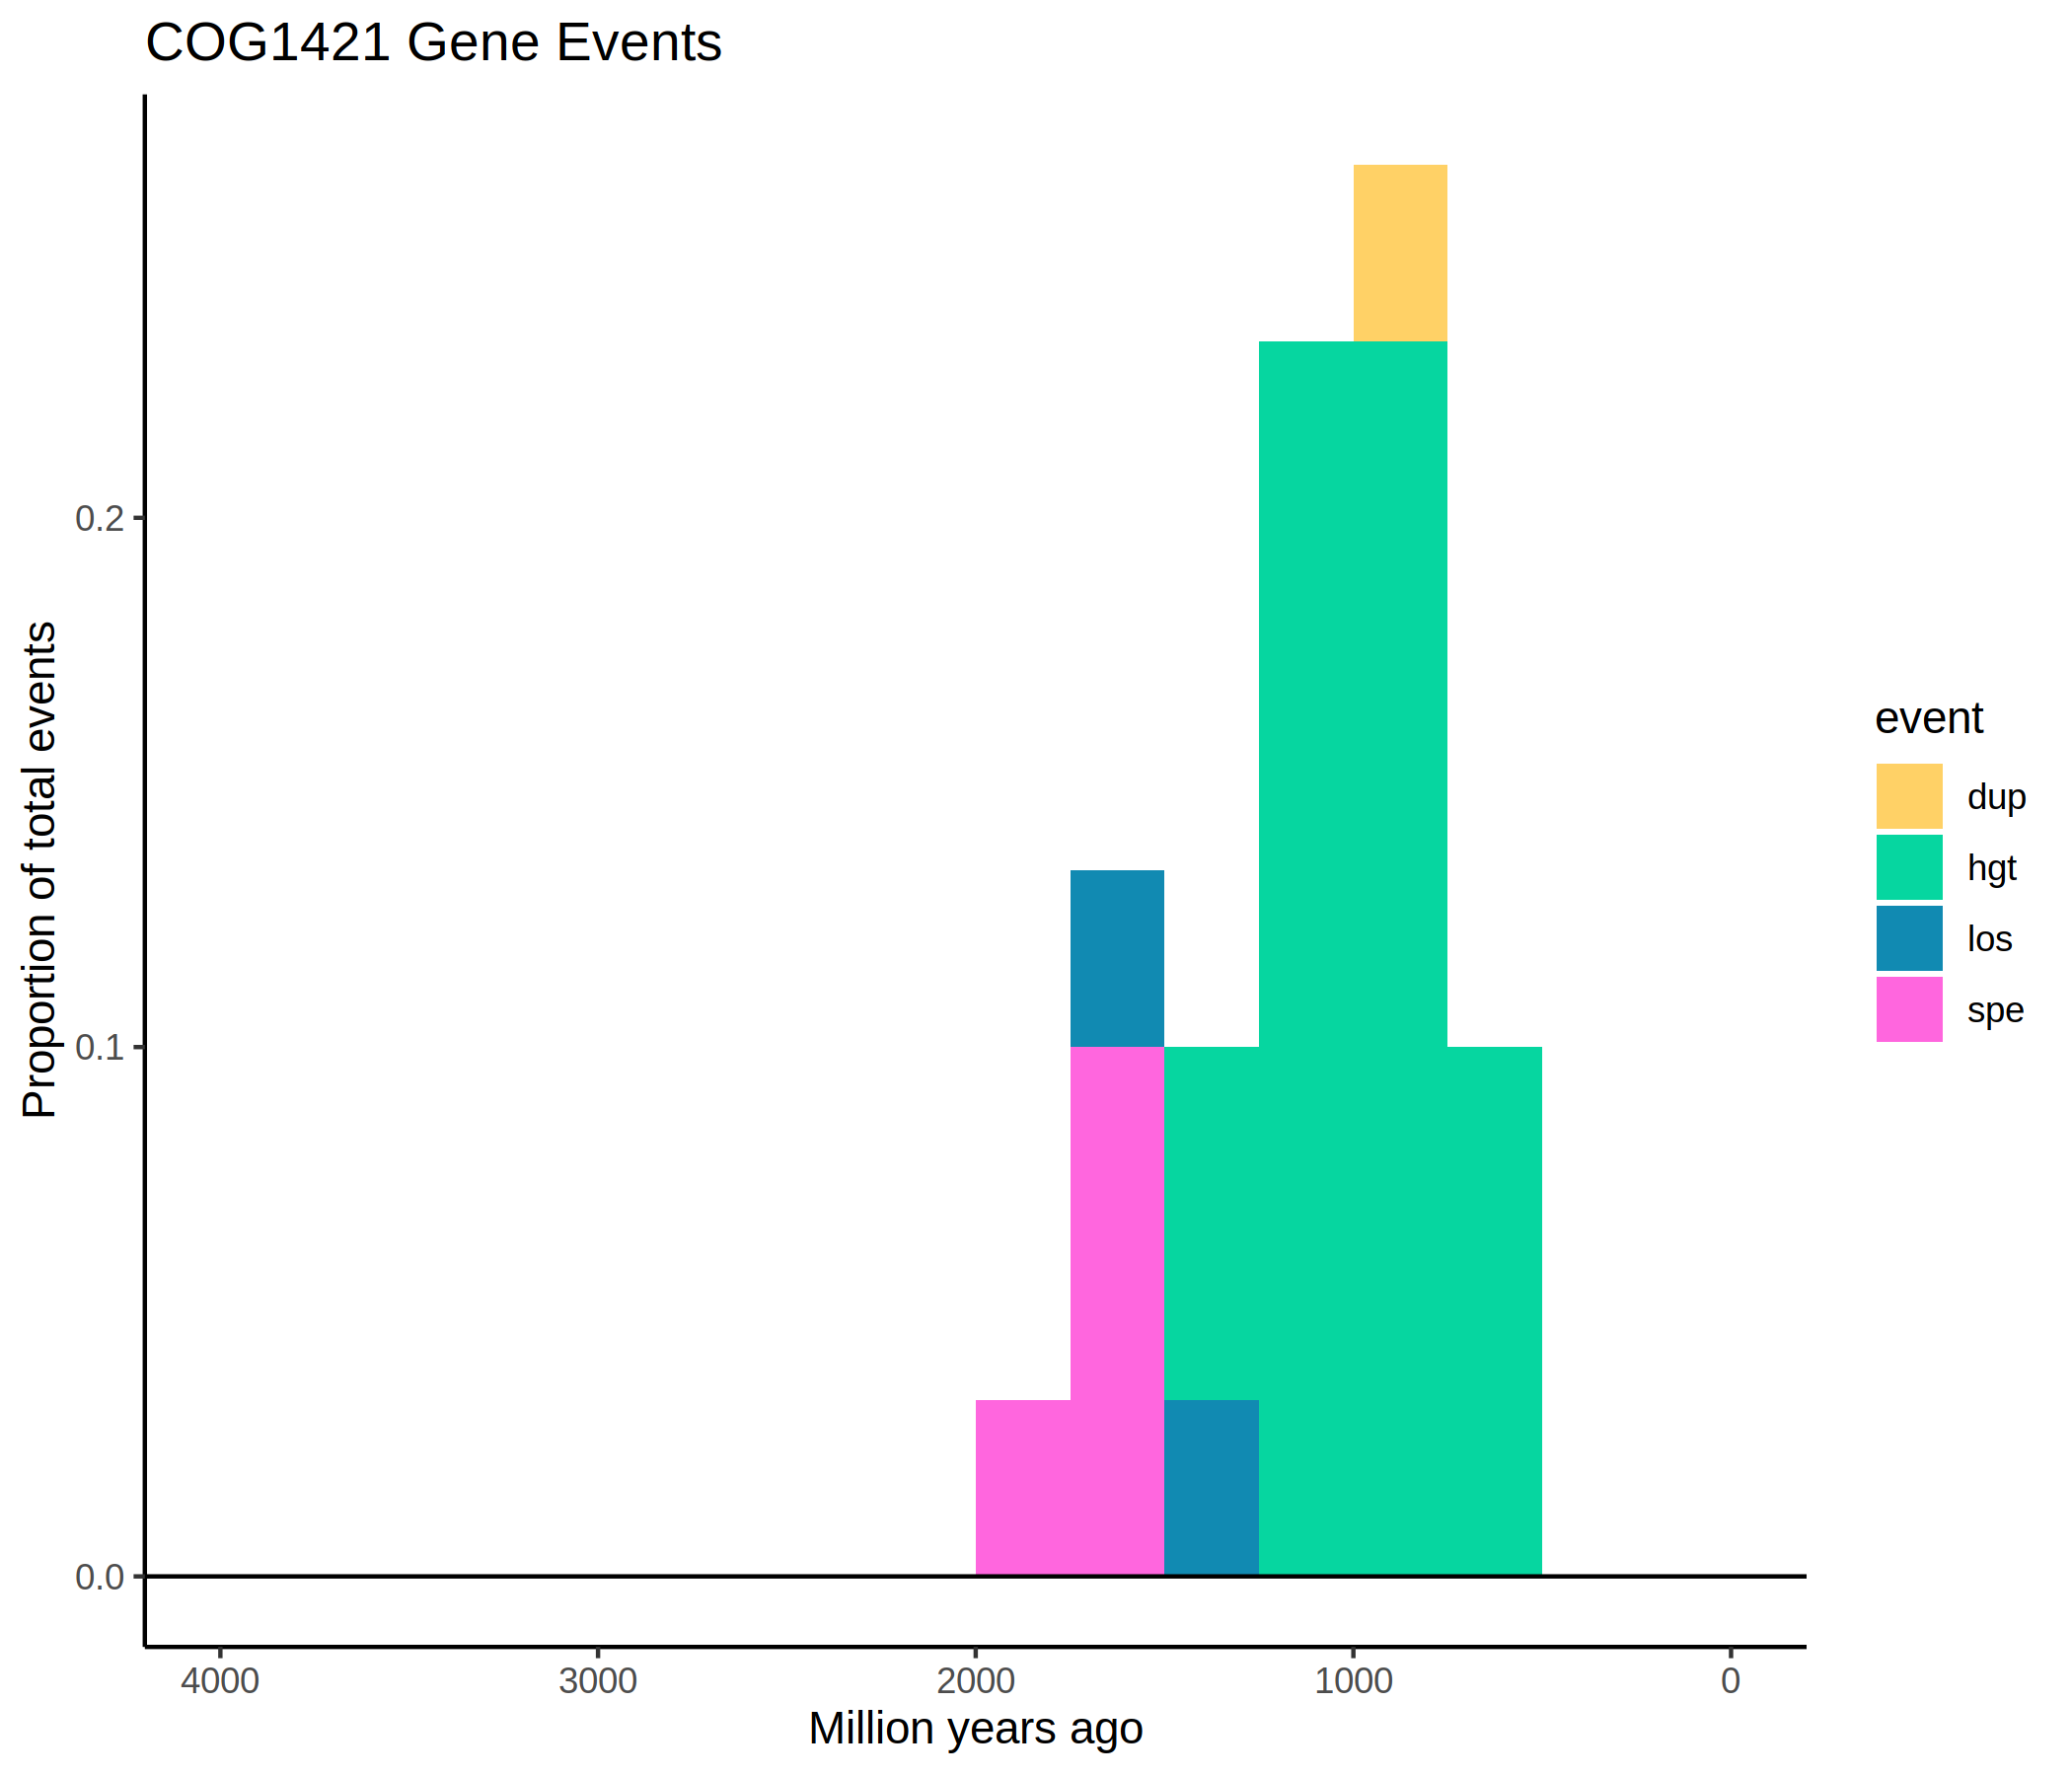 COG1421 Gene Events
Proportion of total events
0.2
0.1
0.0
4000 3000 2000 1000 0
Million years ago
event
dup
hgt
los
spe